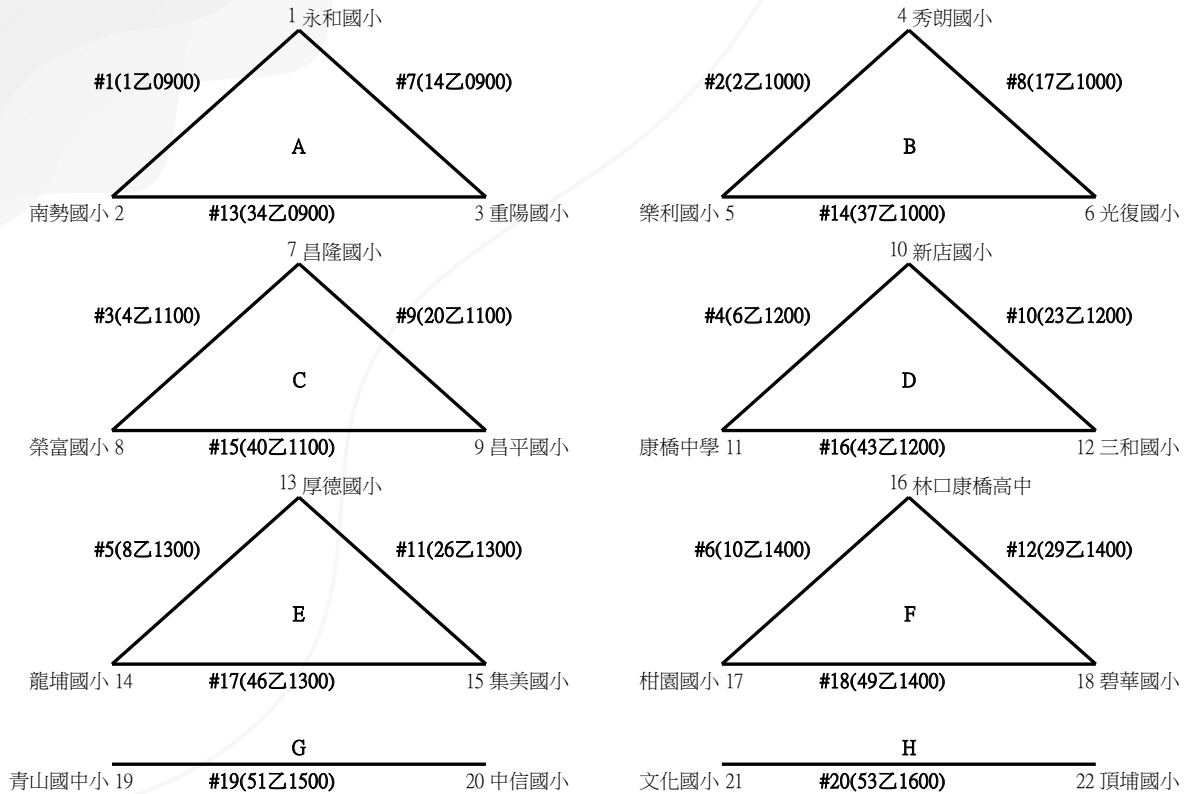 1 永和國小
4 秀朗國小
#1(1乙0900)
#7(14乙0900)
#2(2乙1000)
#8(17乙1000)
A
B
南勢國小 2
#13(34乙0900)
3 重陽國小
樂利國小 5
#14(37乙1000)
6 光復國小
7 昌隆國小
10 新店國小
#3(4乙1100)
#9(20乙1100)
#4(6乙1200)
#10(23乙1200)
C
D
榮富國小 8
#15(40乙1100)
9 昌平國小
康橋中學 11
#16(43乙1200)
12 三和國小
13 厚德國小
16 林口康橋高中
#5(8乙1300)
#11(26乙1300)
#6(10乙1400)
#12(29乙1400)
E
F
龍埔國小 14
#17(46乙1300)
15 集美國小
柑園國小 17
#18(49乙1400)
18 碧華國小
G
H
青山國中小 19
#19(51乙1500)
20 中信國小
文化國小 21
#20(53乙1600)
22 頂埔國小